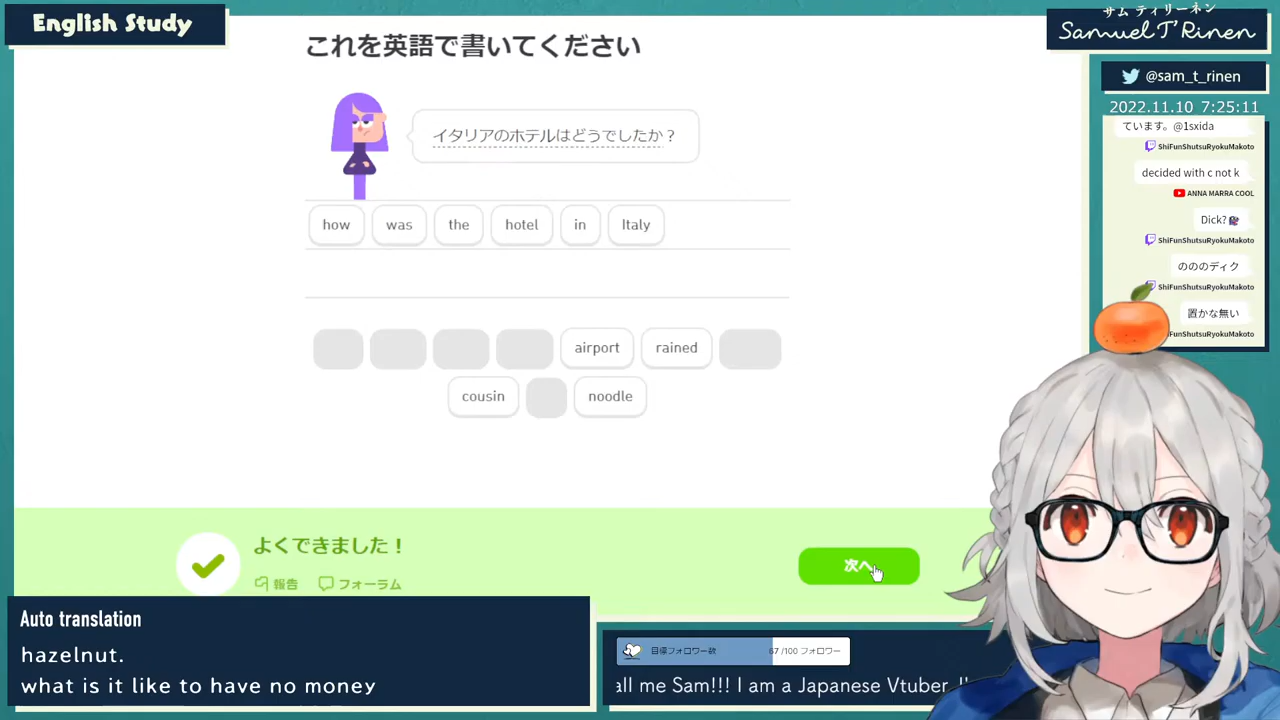 English Study
これを英語で書いてください
イタリアのホテルはどうでしたか？
how was the hotel in Italy
airport rained
cousin noodle
よくできました！
報告 フォーラム
次へ
Auto translation
hazelnut.
what is it like to have no money
サム ティリーネン
Samuel T'Rinen
@sam_t_rinen
2022.11.10 7:25:11
ています。@1sxida
ShiFunShutsuRyokuMakoto
decided with c not k
ANNA MARRA COOL
Dick?
ShiFunShutsuRyokuMakoto
のののディク
ShiFunShutsuRyokuMakoto
置かな無い
FunShutsuRyokuMakoto
目標フォロワー数 67 /100 フォロワー
all me Sam!!! I am a Japanese Vtuber